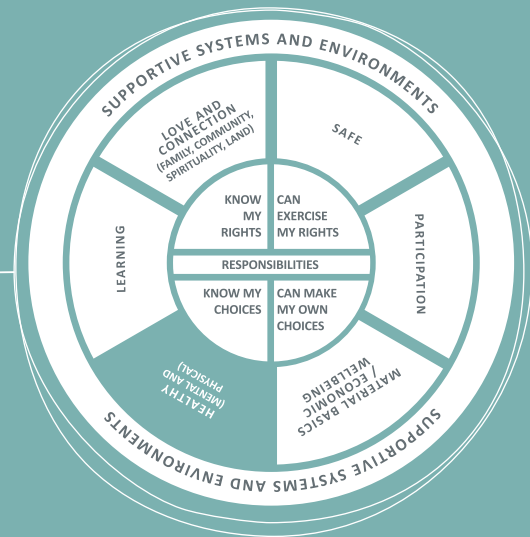 SUPPORTIVE SYSTEMS AND ENVIRONMENTS
LOVE AND
CONNECTION
(FAMILY, COMMUNITY,
SPIRITUALITY, LAND)
SAFE
LEARNING
PARTICIPATION
KNOW
MY
RIGHTS
CAN
EXERCISE
MY RIGHTS
RESPONSIBILITIES
KNOW MY
CHOICES
CAN MAKE
MY OWN
CHOICES
HEALTHY
(MENTAL AND
PHYSICAL)
MATERIAL BASICS
/ ECONOMIC
WELLBEING
SUPPORTIVE SYSTEMS AND ENVIRONMENTS